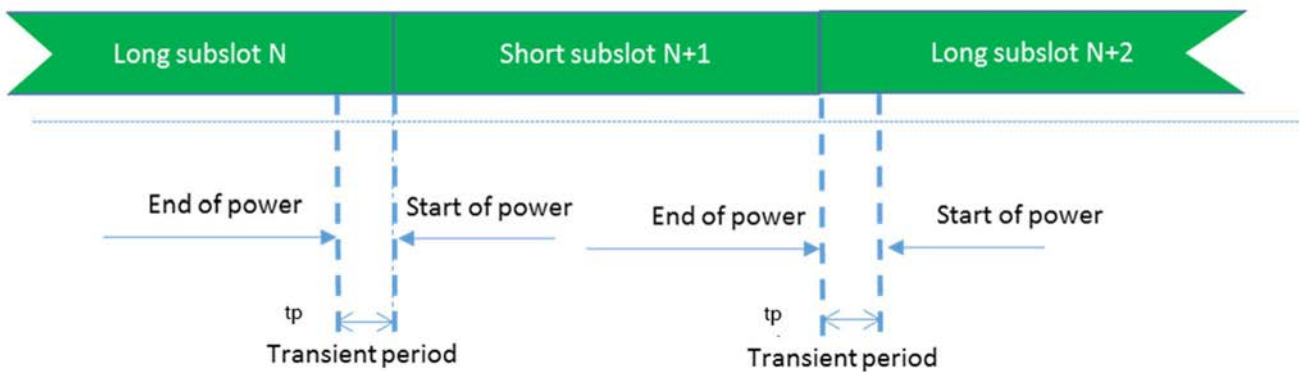 Long subslot N
Short subslot N+1
Long subslot N+2
End of power
Start of power
End of power
Start of power
tp
Transient period
tp
Transient period